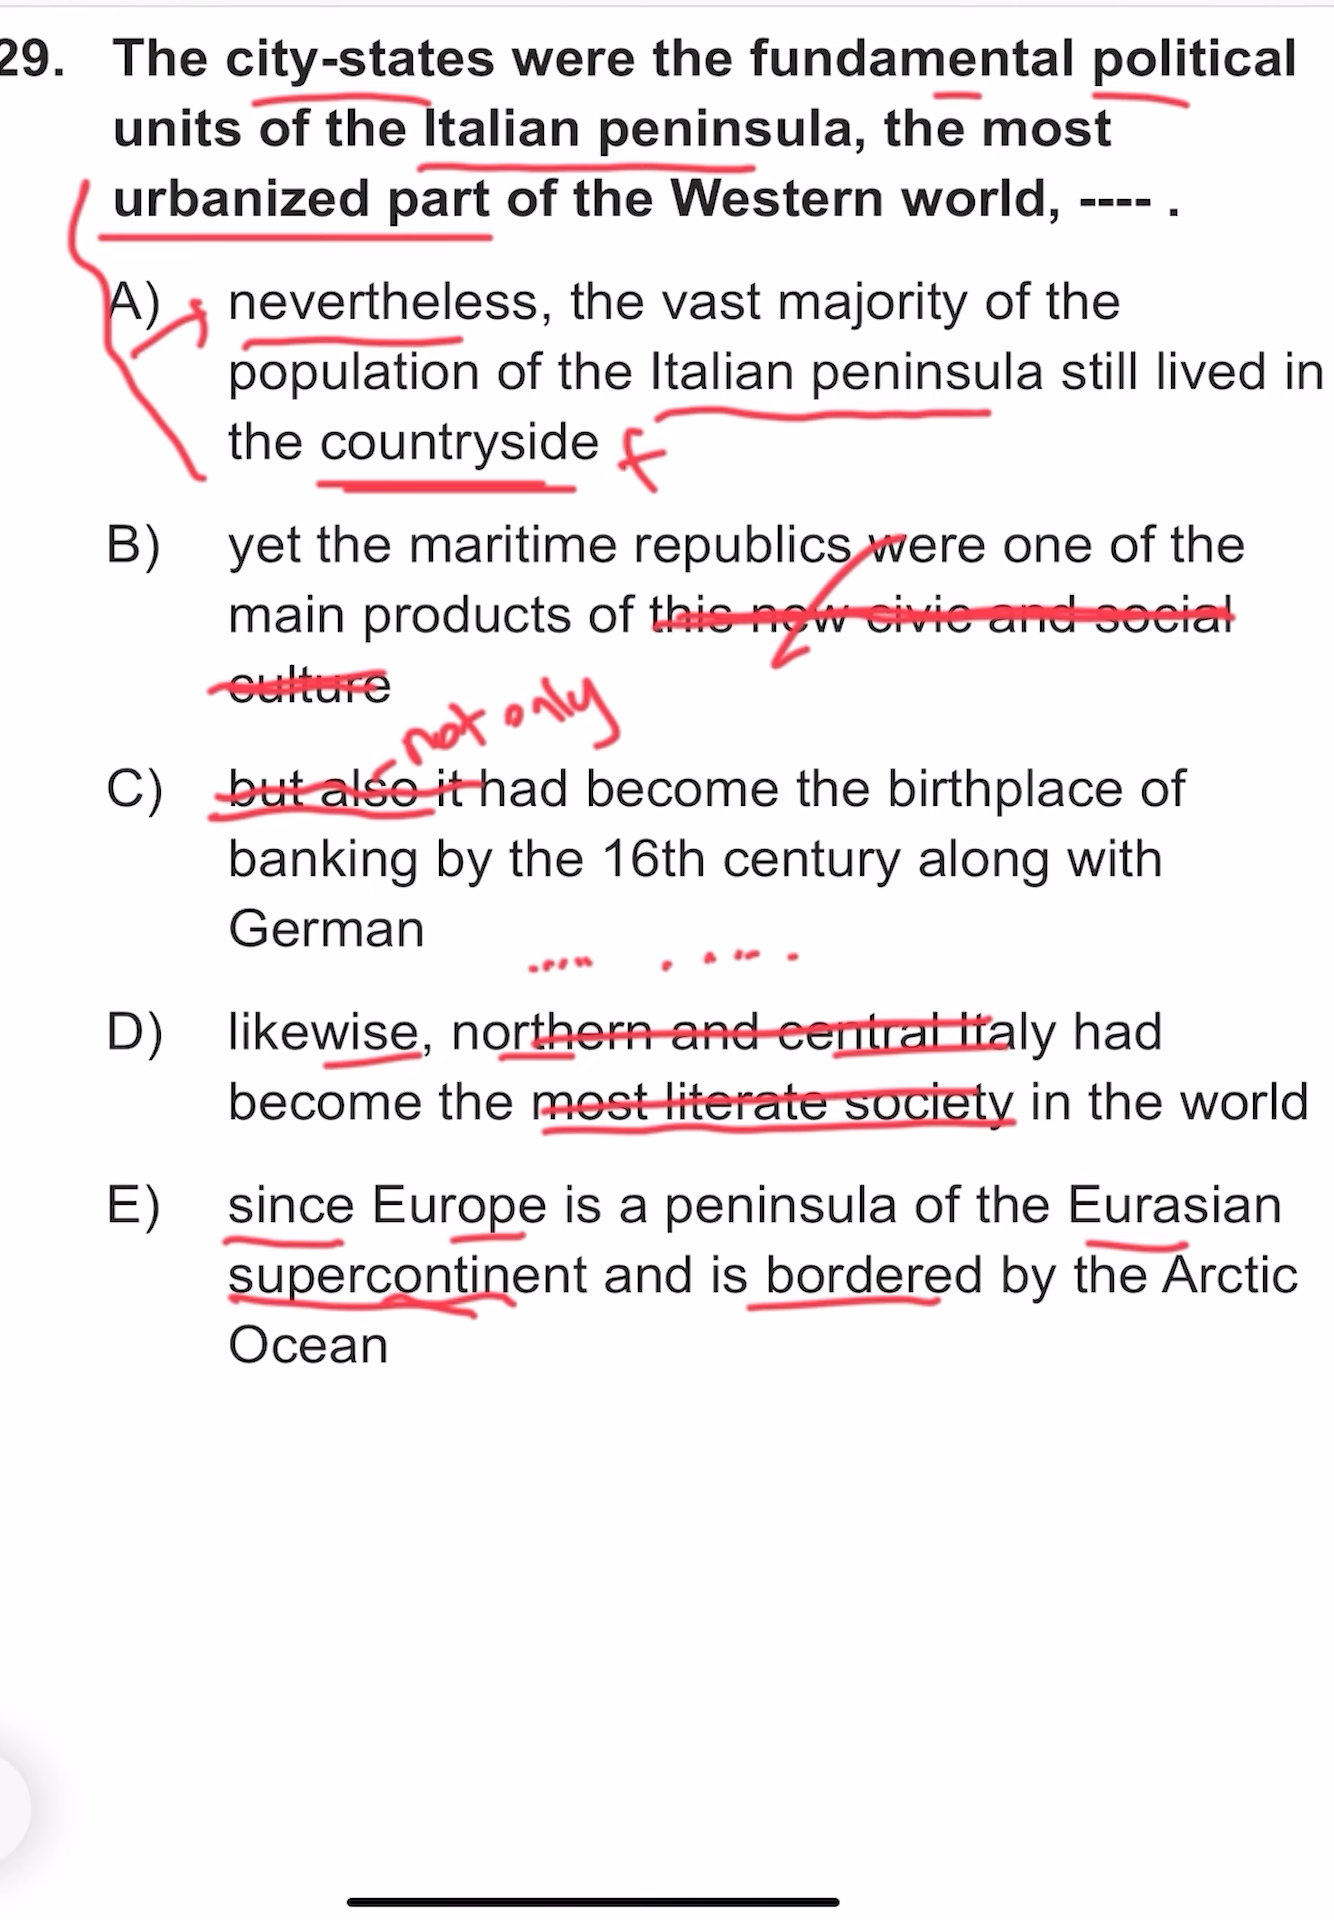 29. The city-states were the fundamental political
units of the Italian peninsula, the most
urbanized part of the Western world, ---- .
A) nevertheless, the vast majority of the
population of the Italian peninsula still lived in
the countryside
B) yet the maritime republics were one of the
main products of this new civic and social
culture
not only
C) but also it had become the birthplace of
banking by the 16th century along with
German
D) likewise, northern and central Italy had
become the most literate society in the world
E) since Europe is a peninsula of the Eurasian
supercontinent and is bordered by the Arctic
Ocean